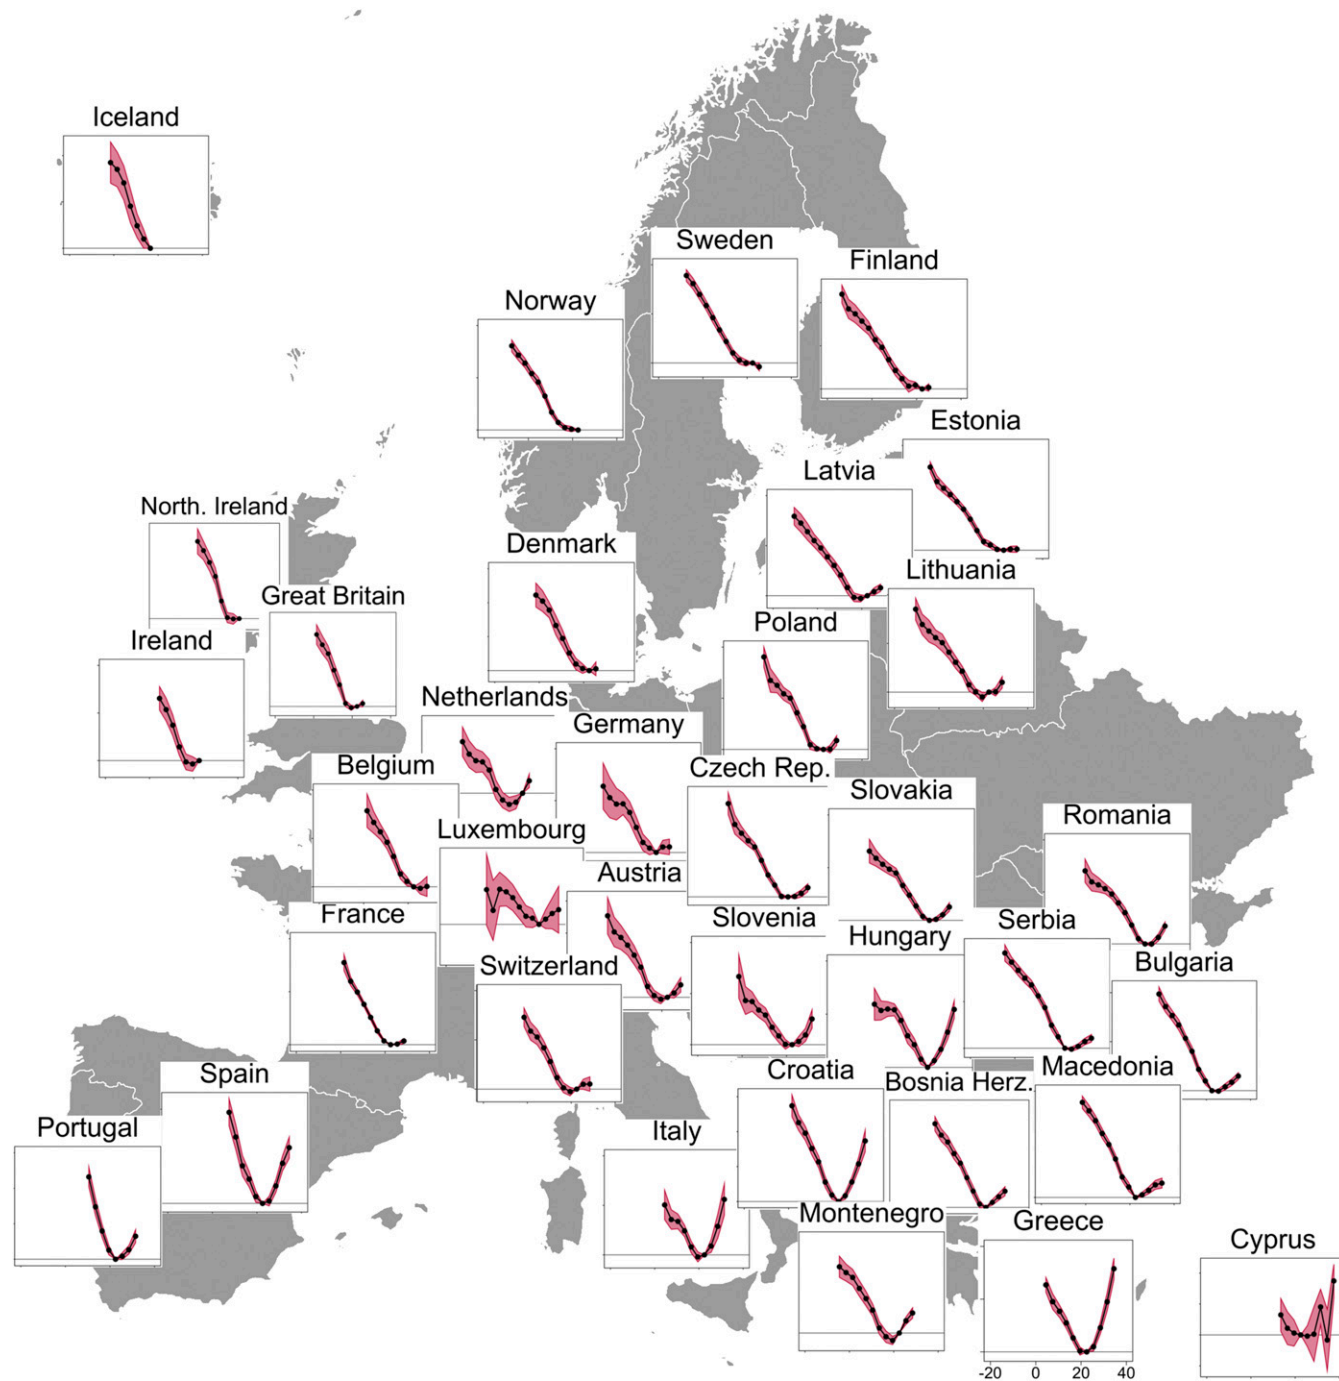 Iceland
Sweden
Finland
Norway
Estonia
Latvia
North. Ireland
Denmark
Lithuania
Great Britain
Poland
Ireland
Netherlands
Germany
Belgium
Czech Rep.
Slovakia
Romania
Luxembourg
Austria
France
Slovenia
Serbia
Hungary
Switzerland
Bulgaria
Spain
Croatia
Bosnia Herz.
Macedonia
Portugal
Italy
Montenegro
Greece
Cyprus
-20 0 20 40